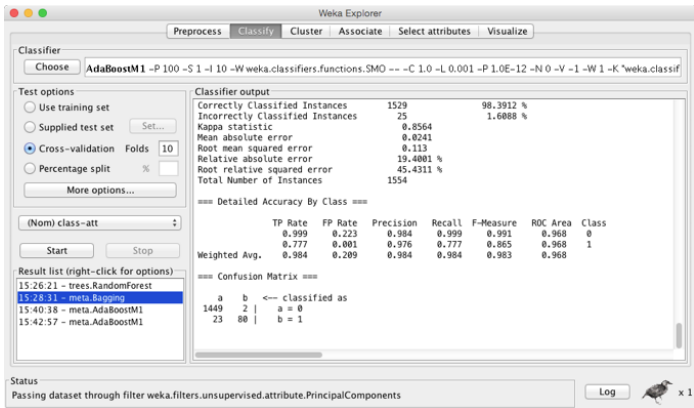 Weka Explorer
Preprocess Classify Cluster Associate Select attributes Visualize
Classifier
Choose AdaBoostM1 -P 100 -S 1 -I 10 -W weka.classifiers.functions.SMO -- -C 1.0 -L 0.001 -P 1.0E-12 -N 0 -V -1 -W 1 -K "weka.classif
Test options
Use training set
Supplied test set Set...
Cross-validation Folds 10
Percentage split %
More options...
(Nom) class-att
Start Stop
Result list (right-click for options)
15:26:21 - trees.RandomForest
15:28:31 - meta.Bagging
15:40:38 - meta.AdaBoostM1
15:42:57 - meta.AdaBoostM1
Classifier output
Correctly Classified Instances 1529 98.3912 %
Incorrectly Classified Instances 25 1.6088 %
Kappa statistic 0.8564
Mean absolute error 0.0241
Root mean squared error 0.113
Relative absolute error 19.4001 %
Root relative squared error 45.4311 %
Total Number of Instances 1554
=== Detailed Accuracy By Class ===
TP Rate FP Rate Precision Recall F-Measure ROC Area Class
0.999 0.223 0.984 0.999 0.991 0.968 0
0.777 0.001 0.976 0.777 0.865 0.968 1
Weighted Avg. 0.984 0.209 0.984 0.984 0.983 0.968
=== Confusion Matrix ===
a b <-- classified as
1449 2 | a = 0
23 80 | b = 1
Status
Passing dataset through filter weka.filters.unsupervised.attribute.PrincipalComponents
Log
x 1